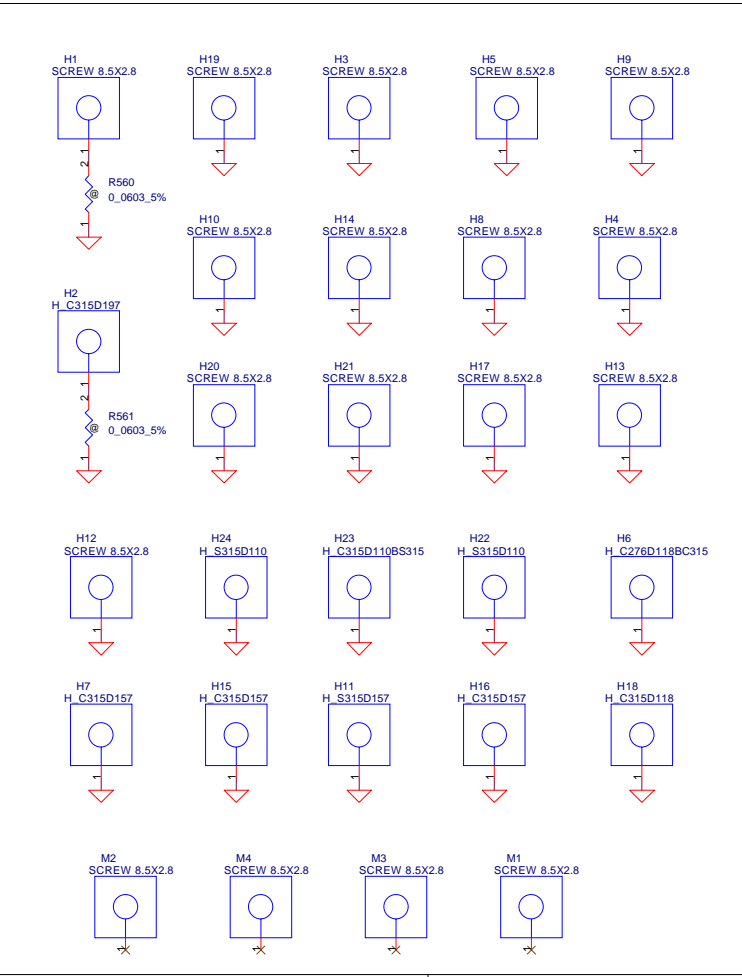 H1
SCREW 8.5X2.8
1
2
R560
@
0_0603_5%
1
H19
SCREW 8.5X2.8
1
H3
SCREW 8.5X2.8
1
H5
SCREW 8.5X2.8
1
H9
SCREW 8.5X2.8
1
H10
SCREW 8.5X2.8
1
H14
SCREW 8.5X2.8
1
H8
SCREW 8.5X2.8
1
H4
SCREW 8.5X2.8
1
H2
H_C315D197
1
2
R561
@
0_0603_5%
1
H20
SCREW 8.5X2.8
1
H21
SCREW 8.5X2.8
1
H17
SCREW 8.5X2.8
1
H13
SCREW 8.5X2.8
1
H12
SCREW 8.5X2.8
1
H24
H_S315D110
1
H23
H_C315D110BS315
1
H22
H_S315D110
1
H6
H_C276D118BC315
1
H7
H_C315D157
1
H15
H_C315D157
1
H11
H_S315D157
1
H16
H_C315D157
1
H18
H_C315D118
1
M2
SCREW 8.5X2.8
1
M4
SCREW 8.5X2.8
1
M3
SCREW 8.5X2.8
1
M1
SCREW 8.5X2.8
1